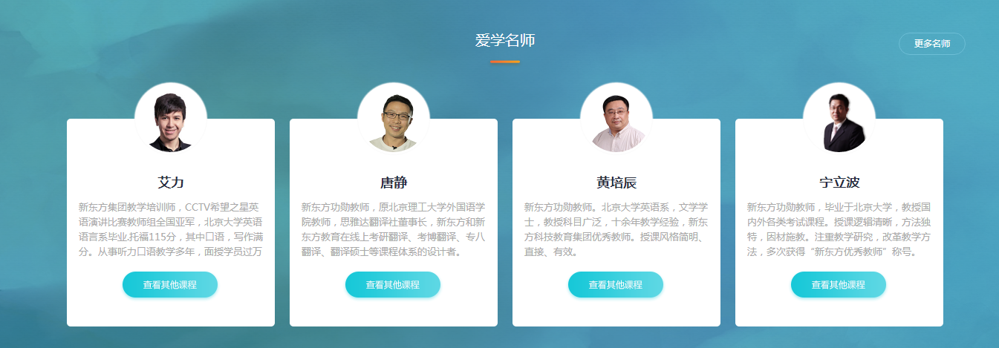 爱学名师
更多名师
艾力
新东方集团教学培训师，CCTV希望之星英
语演讲比赛教师组全国亚军，北京大学英语
语言系毕业,托福115分，其中口语，写作满
分。从事听力口语教学多年，面授学员过万
查看其他课程
唐静
新东方功勋教师，原北京理工大学外国语学
院教师，思雅达翻译社董事长，新东方和新
东方教育在线上考研翻译、考博翻译、专八
翻译、翻译硕士等课程体系的设计者。
查看其他课程
黄培辰
新东方功勋教师。北京大学英语系，文学学
士，教授科目广泛，十余年教学经验，新东
方科技教育集团优秀教师。授课风格简明、
直接、有效。
查看其他课程
宁立波
新东方功勋教师，毕业于北京大学，教授国
内外各类考试课程。授课逻辑清晰，方法独
特，因材施教。注重教学研究，改革教学方
法，多次获得“新东方优秀教师”称号。
查看其他课程